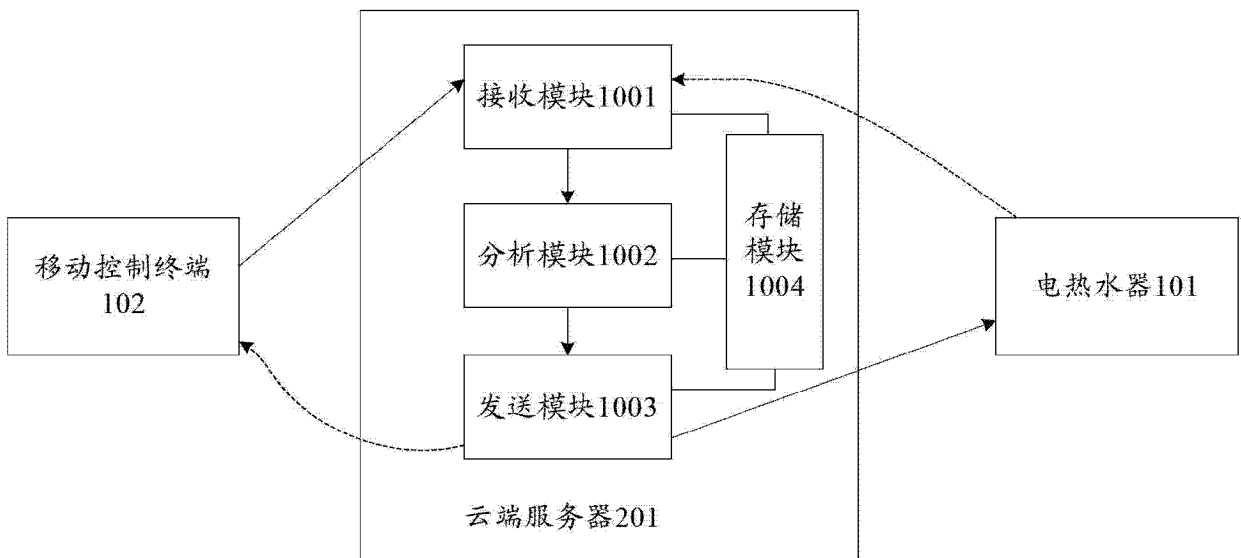 接收模块1001
分析模块1002
存储
模块
1004
移动控制终端
102
电热水器101
发送模块1003
云端服务器201